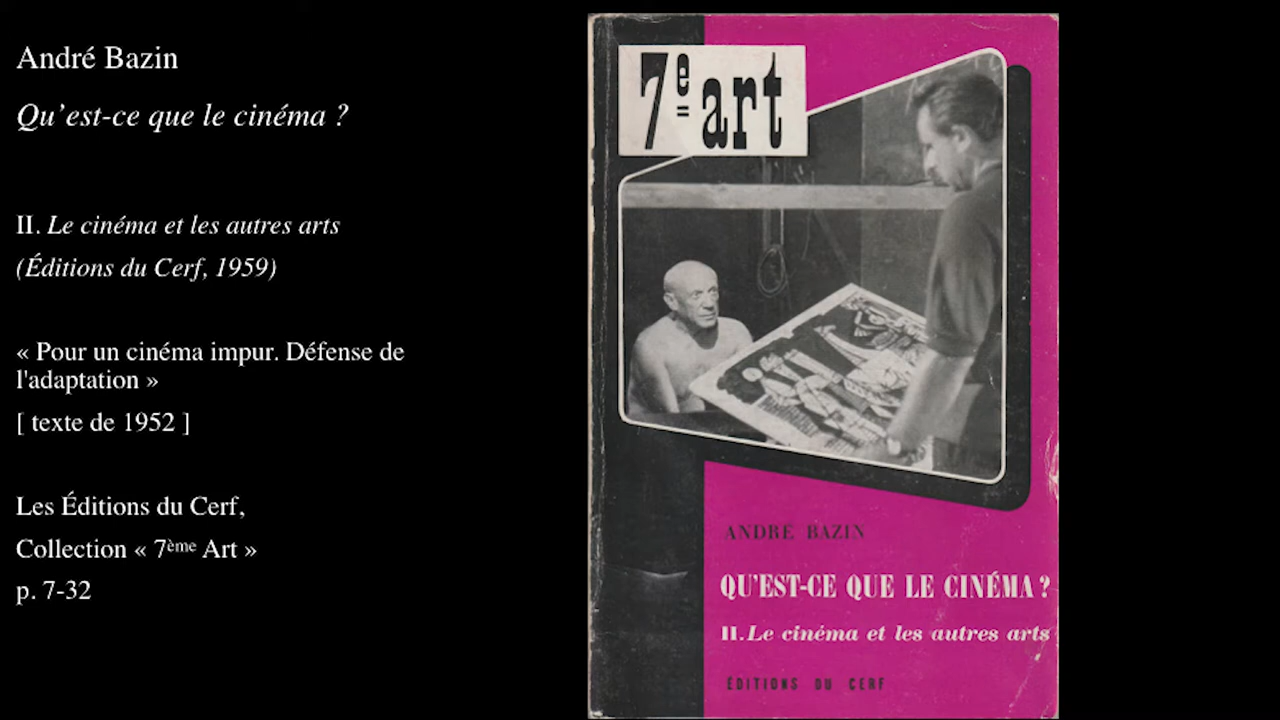 André Bazin
Qu’est-ce que le cinéma ?
II. Le cinéma et les autres arts
(Éditions du Cerf, 1959)
« Pour un cinéma impur. Défense de
l'adaptation »
[ texte de 1952 ]
Les Éditions du Cerf,
Collection « 7ème Art »
p. 7-32
7e art
ANDRÉ BAZIN
QU'EST-CE QUE LE CINÉMA ?
II. Le cinéma et les autres arts
ÉDITIONS DU CERF